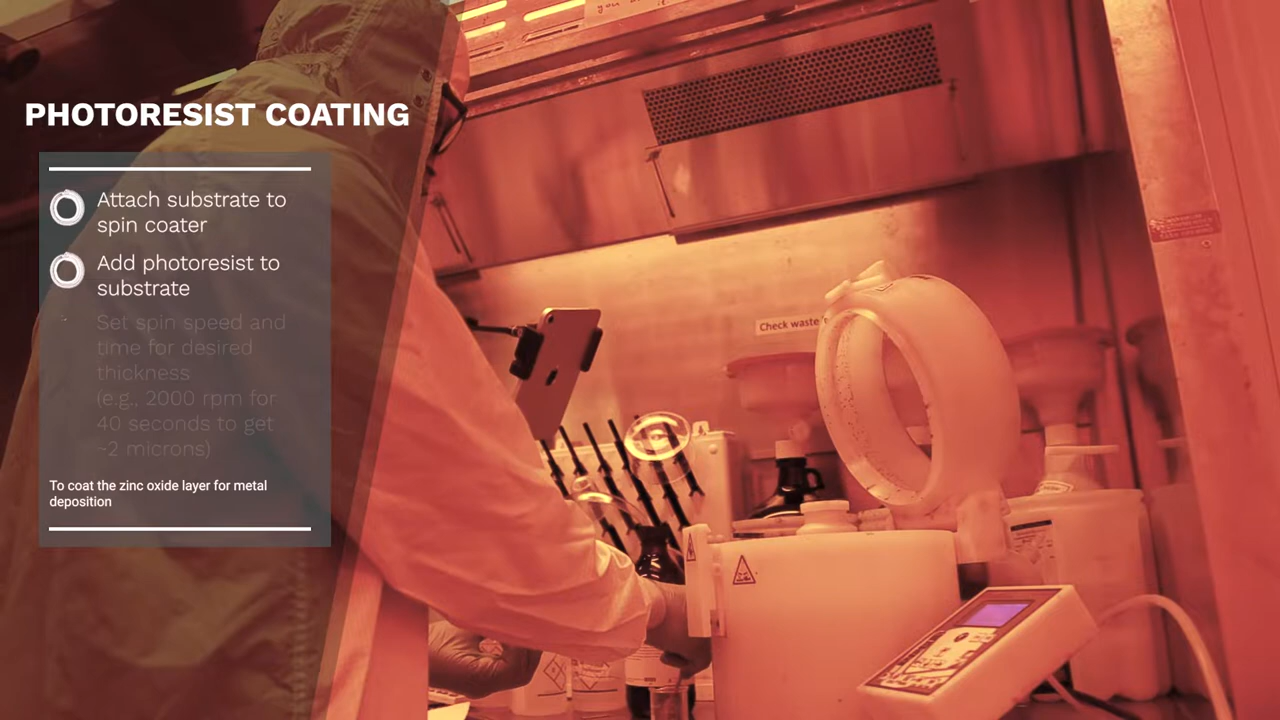 PHOTORESIST COATING
Attach substrate to
spin coater
Add photoresist to
substrate
Set spin speed and
time for desired
thickness
(e.g., 2000 rpm for
40 seconds to get
~2 microns)
To coat the zinc oxide layer for metal
deposition
Check waste